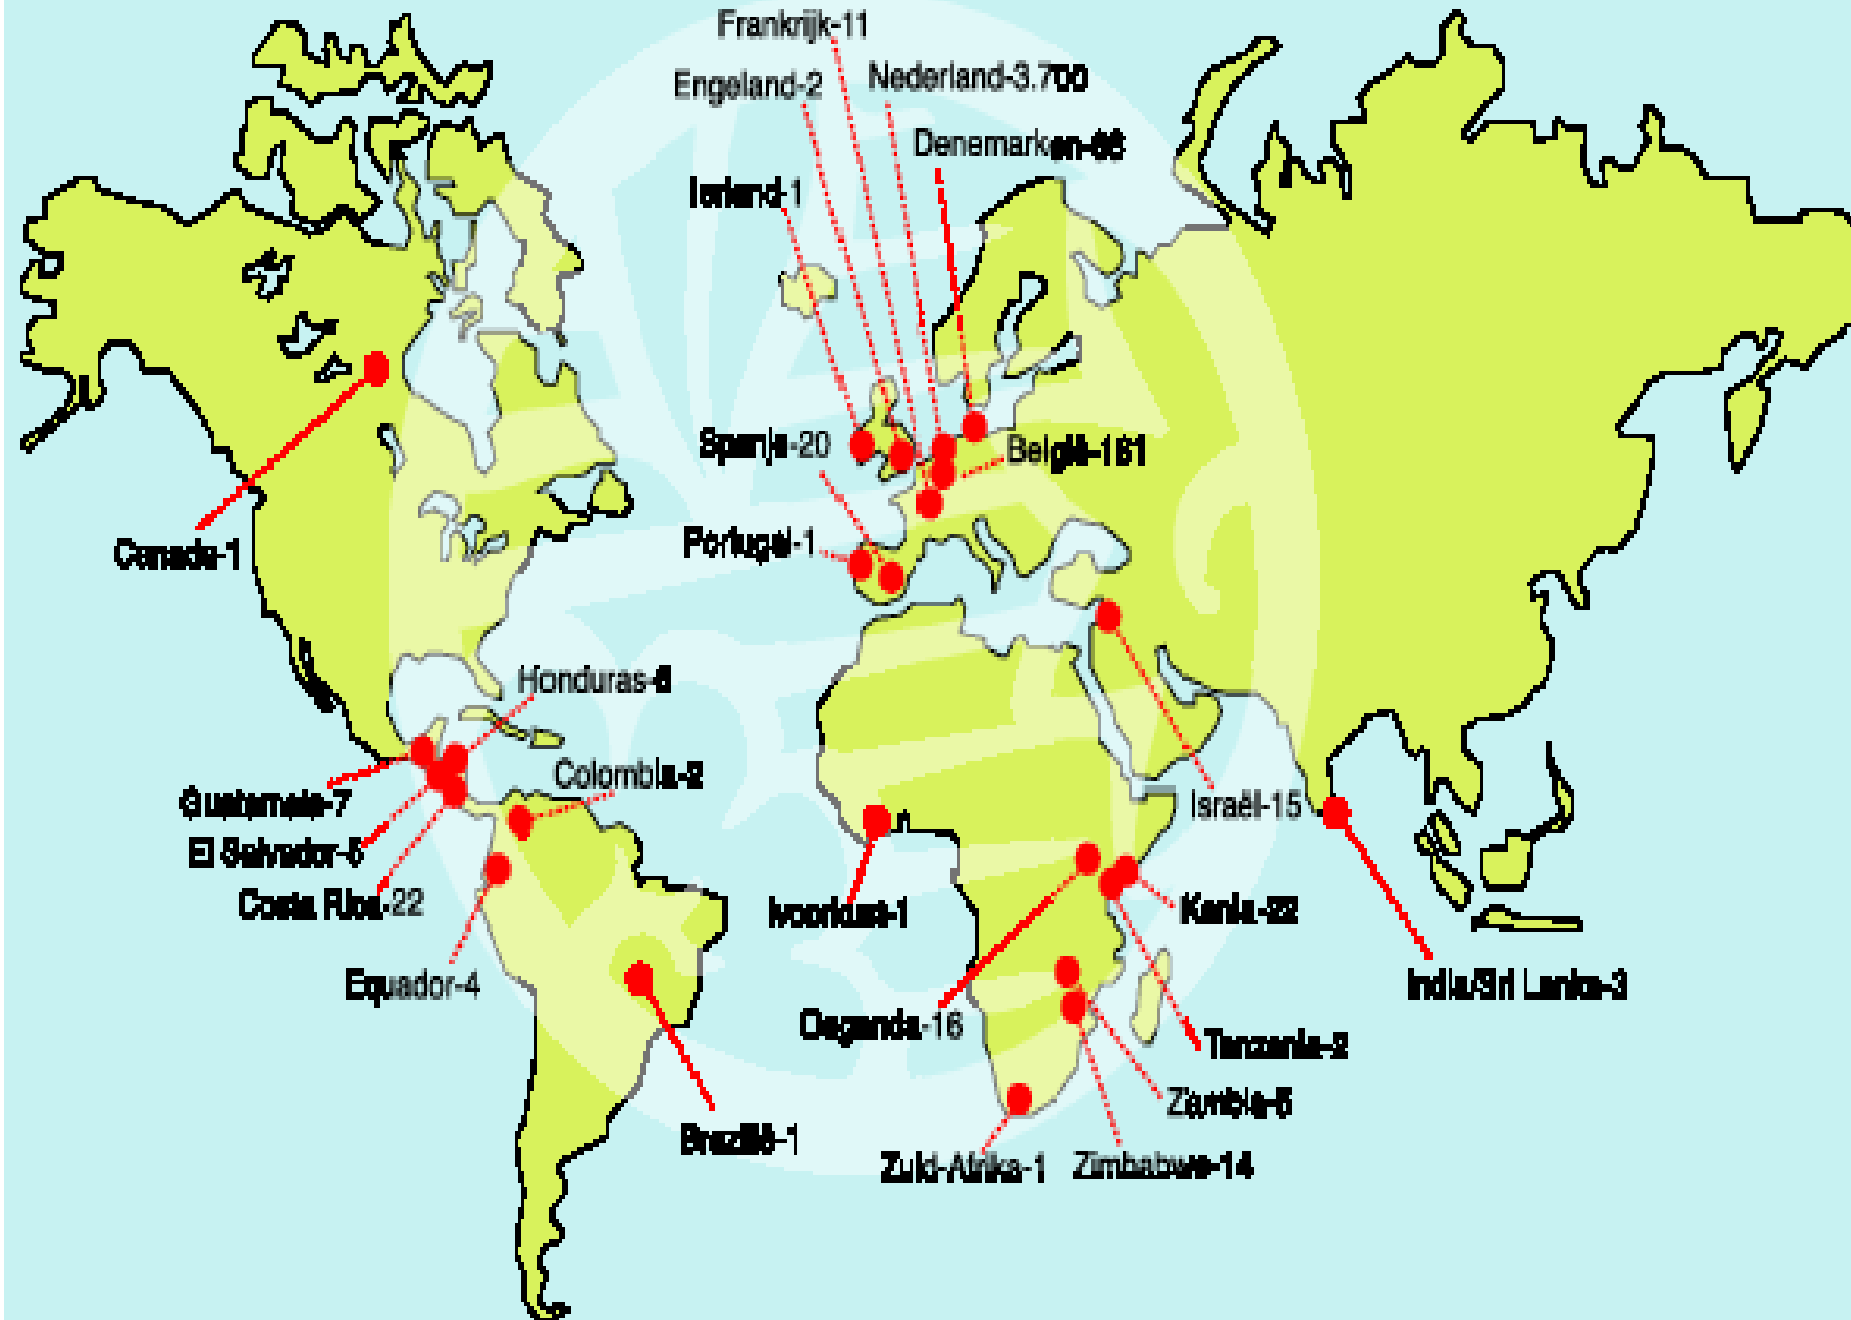 Frankrijk-11
Engeland-2
Nederland-3.700
Denemarken-66
Ierland-1
Spanje-20
België-181
Portugal-1
Canada-1
Honduras-6
Colombia-2
Guatemala-7
El Salvador-6
Costa Rica-22
Equador-4
Brazilië-1
Israël-15
Ivoorkust-1
Kenia-22
India/Sri Lanka-3
Oeganda-16
Tanzania-2
Zambia-5
Zuid-Afrika-1
Zimbabwe-14